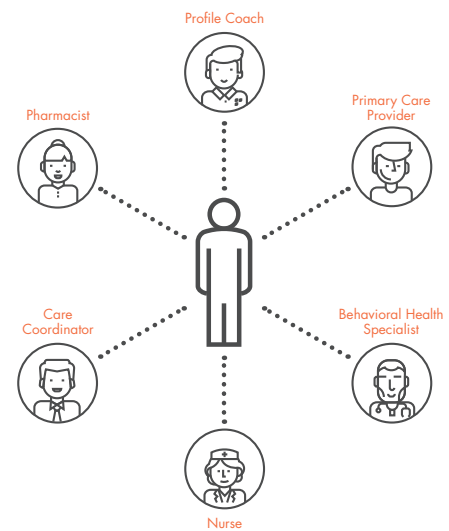 Profile Coach
Pharmacist
Primary Care
Provider
Care
Coordinator
Behavioral Health
Specialist
Nurse